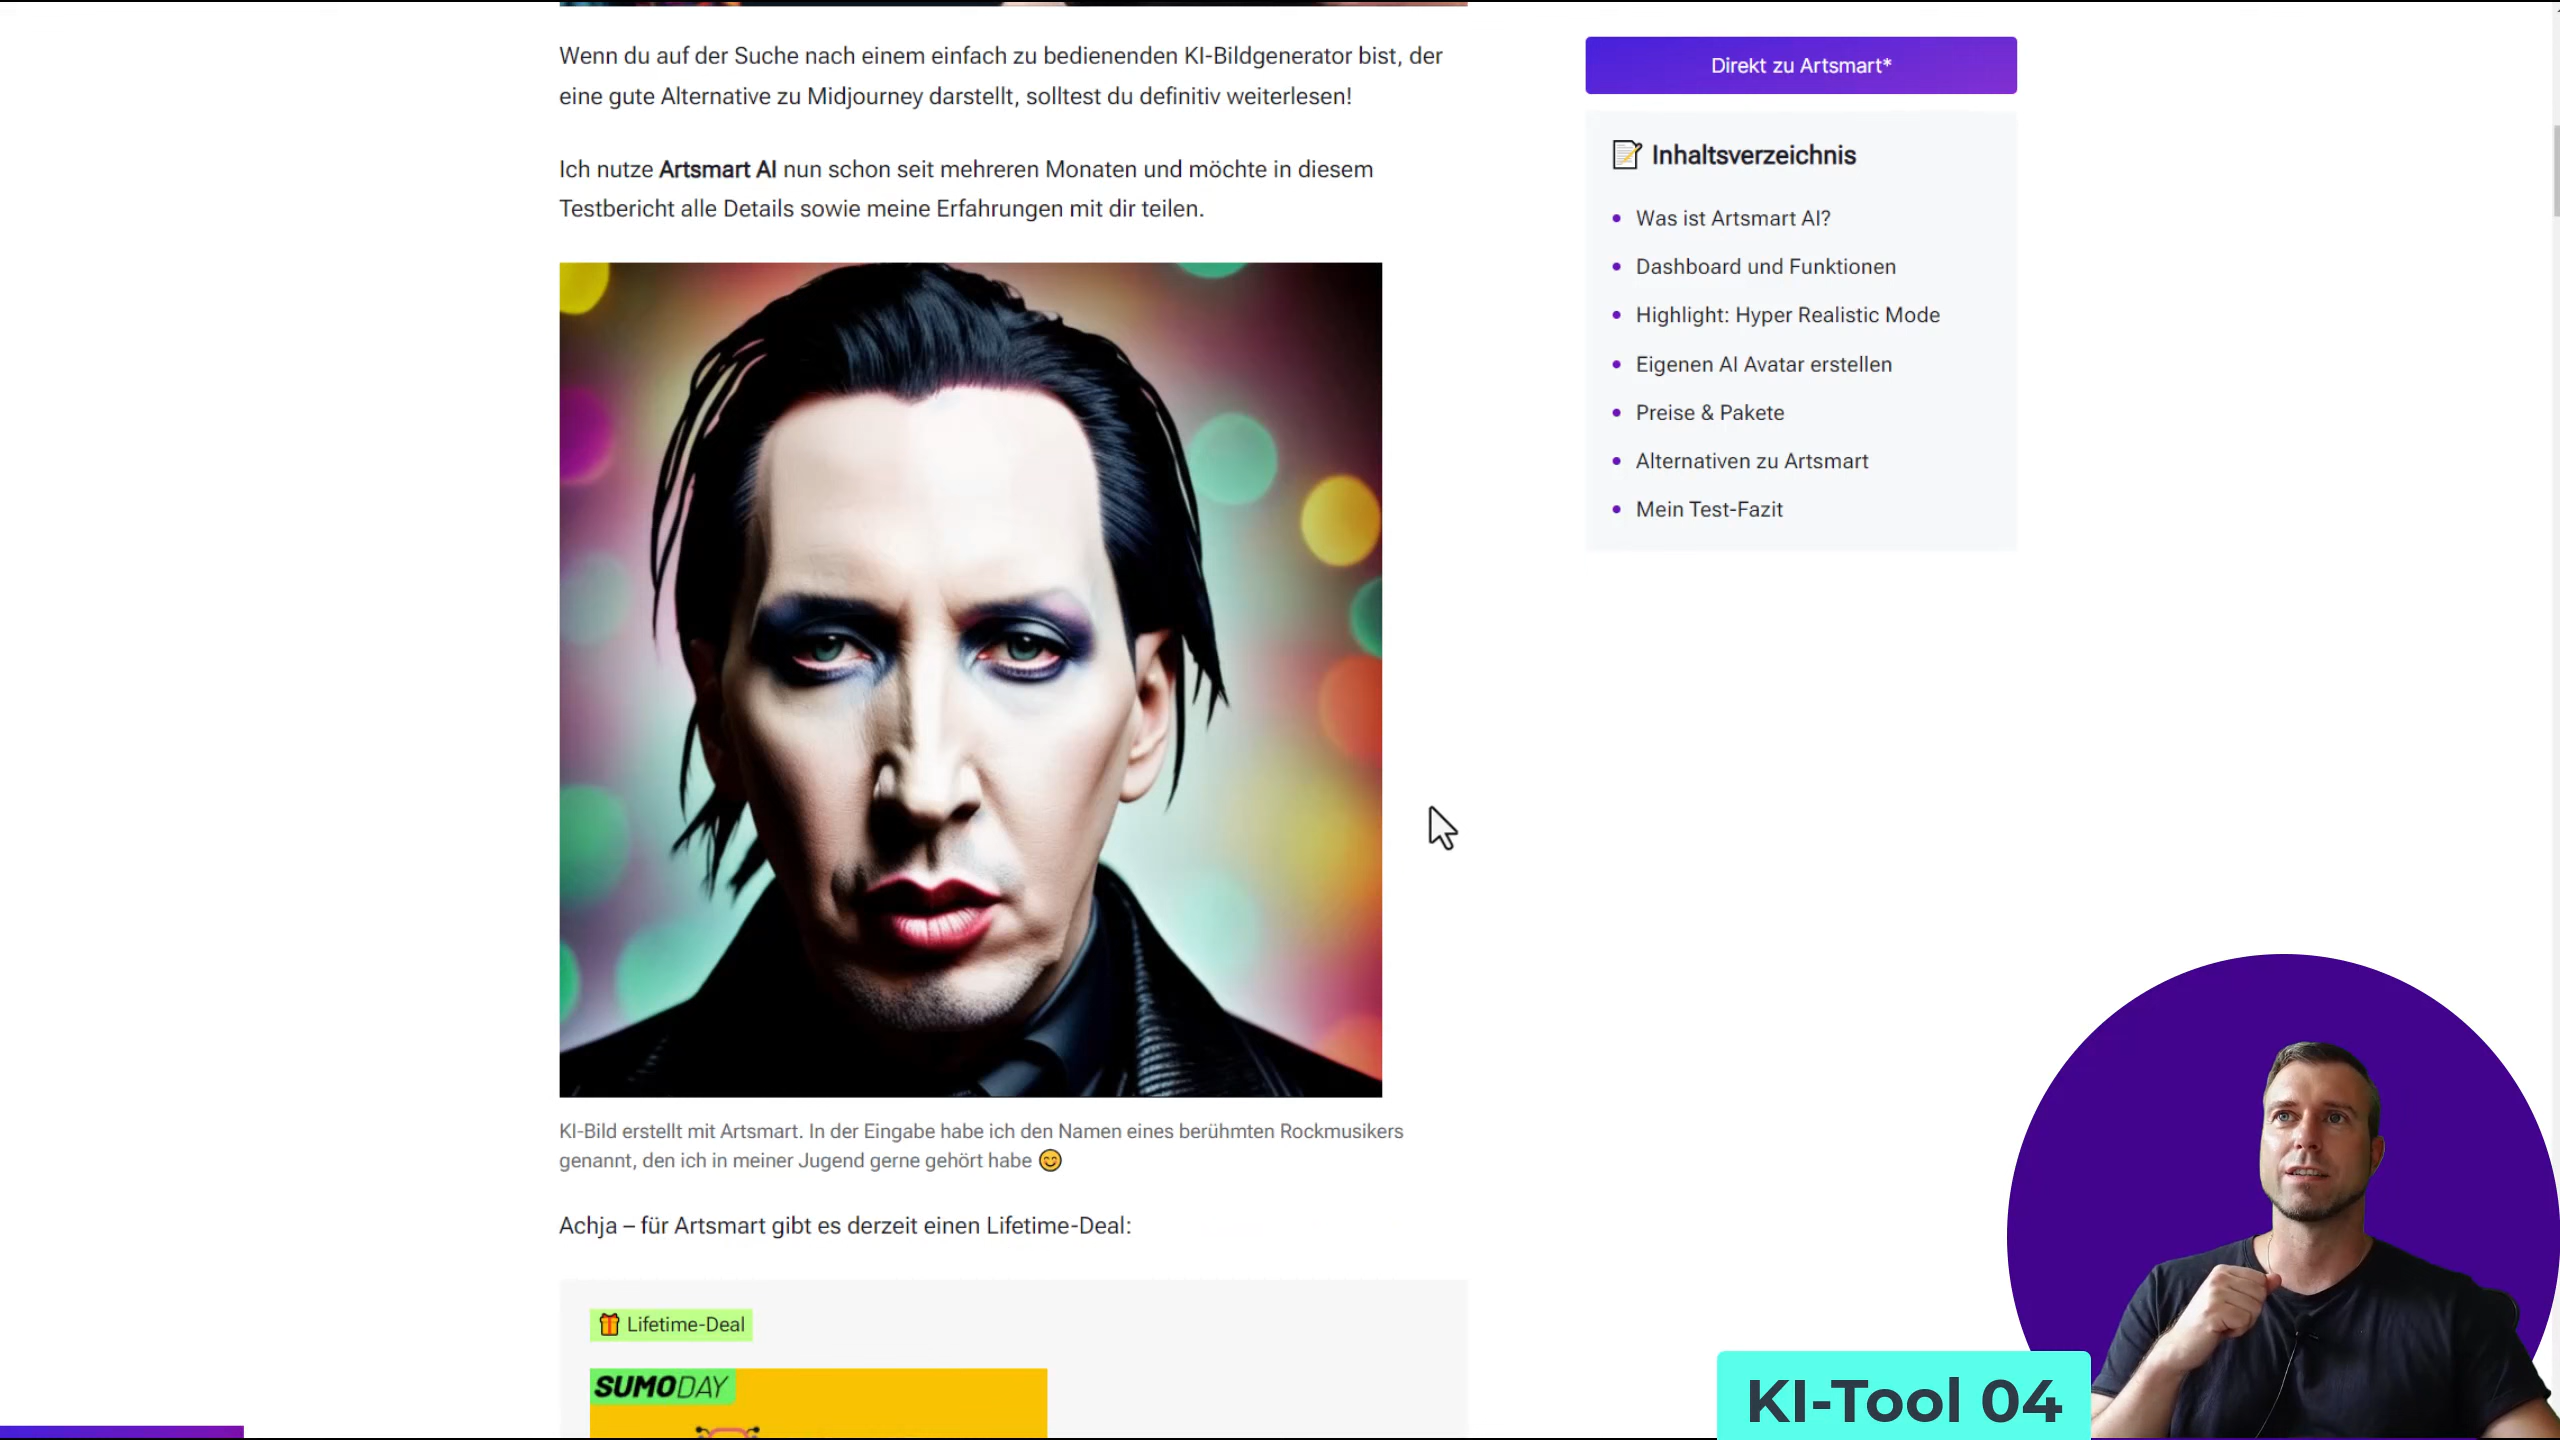 Wenn du auf der Suche nach einem einfach zu bedienenden KI-Bildgenerator bist, der
eine gute Alternative zu Midjourney darstellt, solltest du definitiv weiterlesen!
Ich nutze Artsmart AI nun schon seit mehreren Monaten und möchte in diesem
Testbericht alle Details sowie meine Erfahrungen mit dir teilen.
KI-Bild erstellt mit Artsmart. In der Eingabe habe ich den Namen eines berühmten Rockmusikers
genannt, den ich in meiner Jugend gerne gehört habe 😊
Achja – für Artsmart gibt es derzeit einen Lifetime-Deal:
🎁 Lifetime-Deal
SUMODAY
Direkt zu Artsmart*
📝 Inhaltsverzeichnis
• Was ist Artsmart AI?
• Dashboard und Funktionen
• Highlight: Hyper Realistic Mode
• Eigenen AI Avatar erstellen
• Preise & Pakete
• Alternativen zu Artsmart
• Mein Test-Fazit
KI-Tool 04